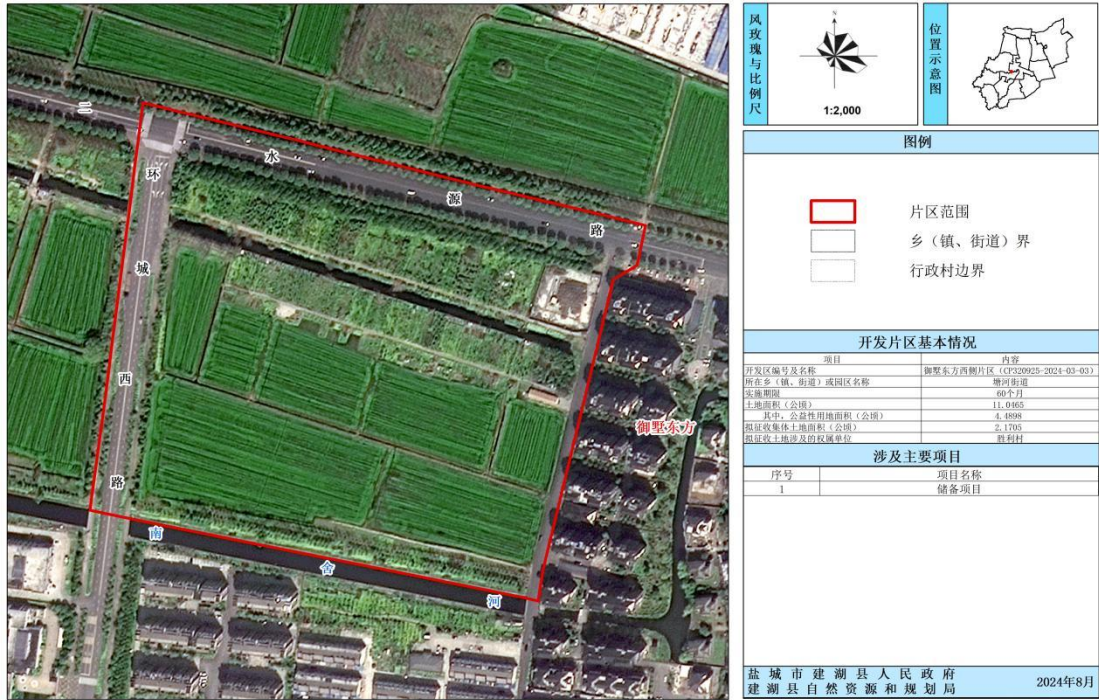 三
水
源
路
环
城
西
路
御墅东方
南
舍
河
风玫瑰与比例尺
N
1:2,000
位置示意图
图例
片区范围
乡（镇、街道）界
行政村边界
开发片区基本情况
项目 内容
开发区编号及名称 御墅东方西侧片区（CP320925-2024-03-03）
所在乡（镇、街道）或园区名称 塘河街道
实施期限 60个月
土地面积（公顷） 11.0465
其中，公益性用地面积（公顷） 4.4898
拟征收集体土地面积（公顷） 2.1705
拟征收土地涉及的权属单位 胜利村
涉及主要项目
序号 项目名称
1 储备项目
盐城市建湖县人民政府
建湖县自然资源和规划局
2024年8月